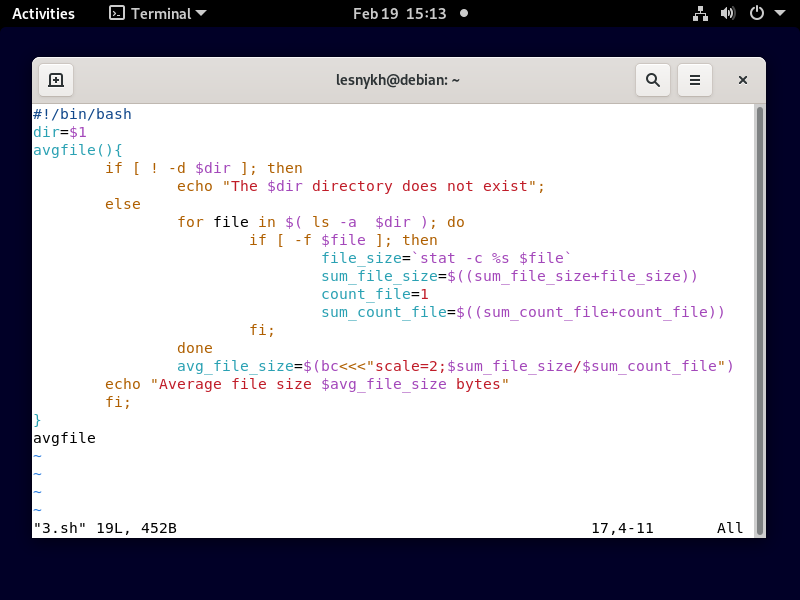 Activities Terminal Feb 19 15:13
lesnykh@debian: ~
#!/bin/bash
dir=$1
avgfile(){
        if [ ! -d $dir ]; then
                echo "The $dir directory does not exist";
        else
                for file in $( ls -a  $dir ); do
                        if [ -f $file ]; then
                                file_size=`stat -c %s $file`
                                sum_file_size=$((sum_file_size+file_size))
                                count_file=1
                                sum_count_file=$((sum_count_file+count_file))
                        fi;
                done
                avg_file_size=$(bc<<<"scale=2;$sum_file_size/$sum_count_file")
        echo "Average file size $avg_file_size bytes"
        fi;
}
avgfile
~
~
~
~
"3.sh" 19L, 452B 17,4-11 All